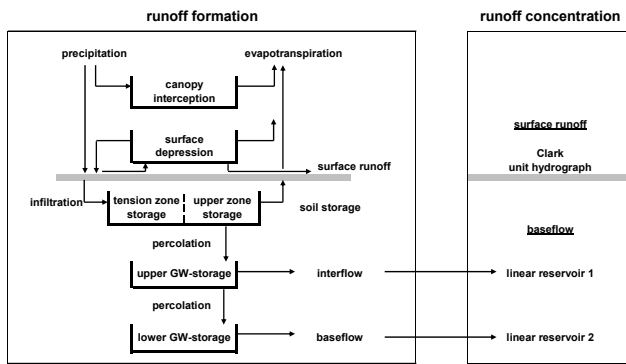 runoff formation
runoff concentration
precipitation
evapotranspiration
canopy
interception
surface
depression
surface runoff
surface runoff
Clark
unit hydrograph
infiltration
tension zone
storage
upper zone
storage
soil storage
percolation
baseflow
upper GW-storage
interflow
linear reservoir 1
percolation
lower GW-storage
baseflow
linear reservoir 2